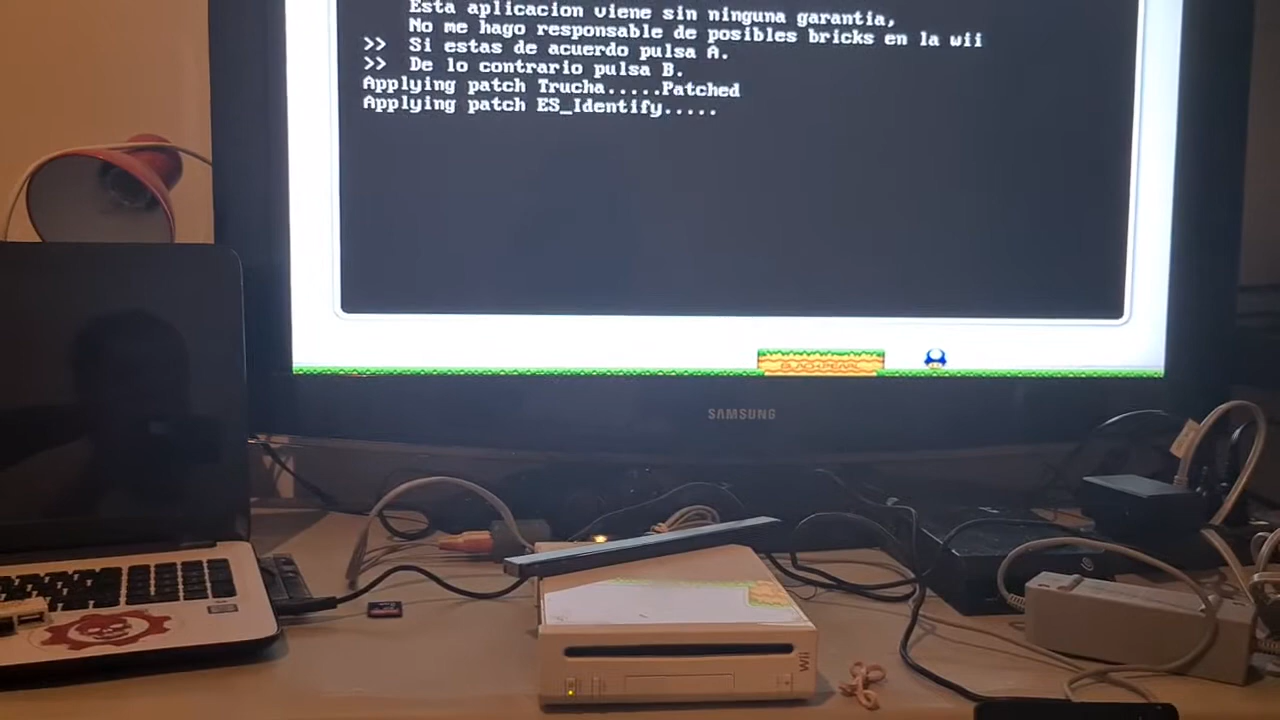 Esta aplicacion viene sin ninguna garantia,
No me hago responsable de posibles bricks en la wii
>> Si estas de acuerdo pulsa A.
>> De lo contrario pulsa B.
Applying patch Trucha.....Patched
Applying patch ES_Identify.....
SAMSUNG
Wii